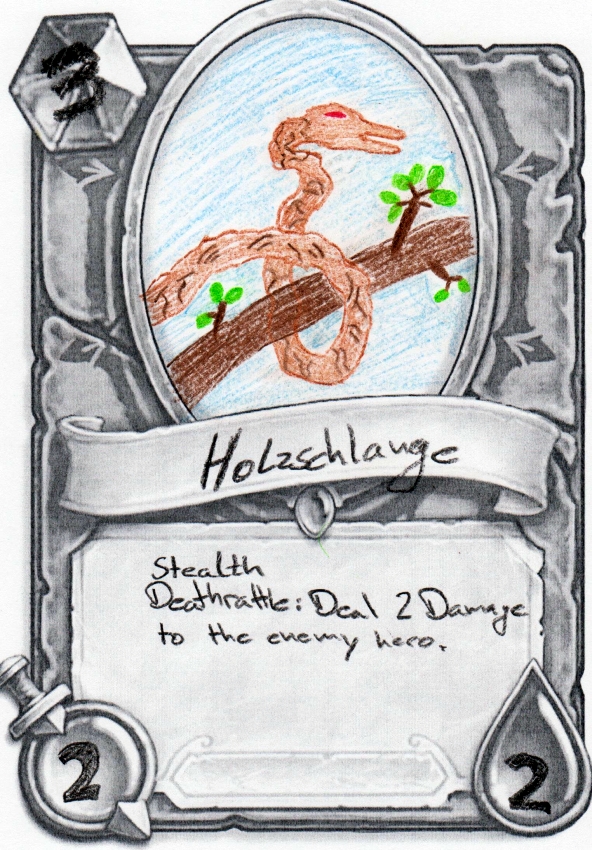 3
Holzschlange
Stealth
Deathrattle: Deal 2 Damage
to the enemy hero.
2
2